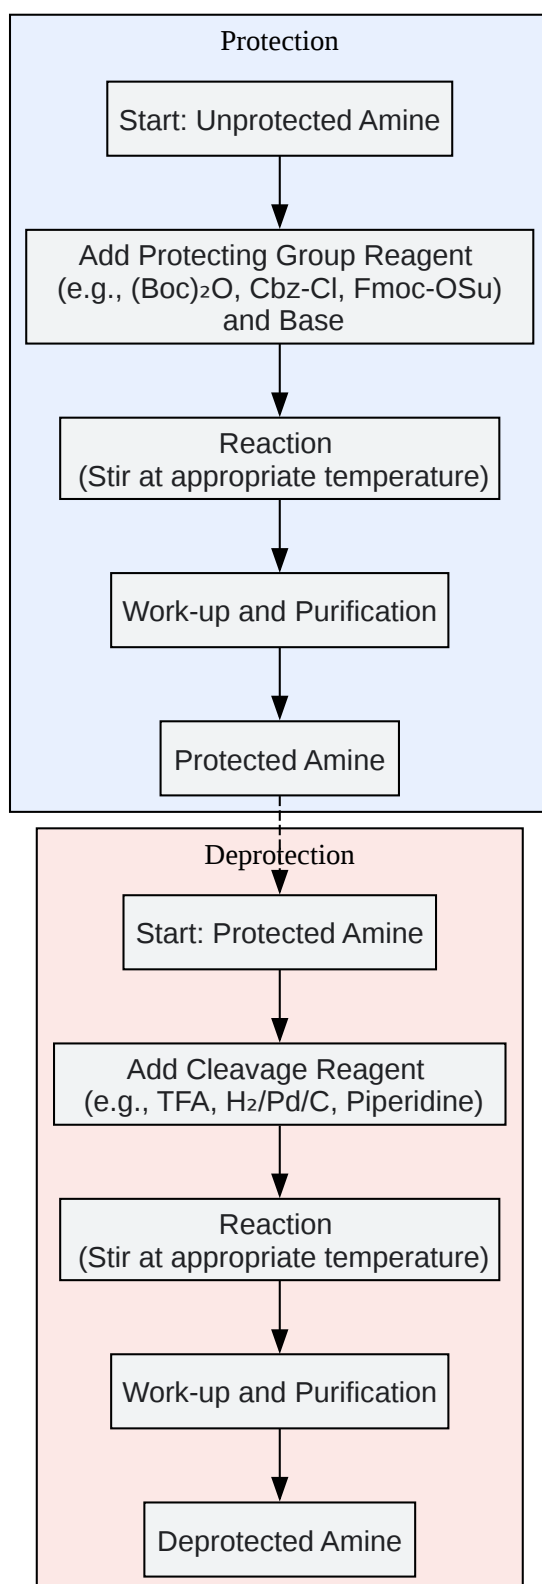 Protection
Start: Unprotected Amine
Add Protecting Group Reagent
(e.g., (Boc)₂O, Cbz-Cl, Fmoc-OSu)
and Base
Reaction
(Stir at appropriate temperature)
Work-up and Purification
Protected Amine
Deprotection
Start: Protected Amine
Add Cleavage Reagent
(e.g., TFA, H₂/Pd/C, Piperidine)
Reaction
(Stir at appropriate temperature)
Work-up and Purification
Deprotected Amine